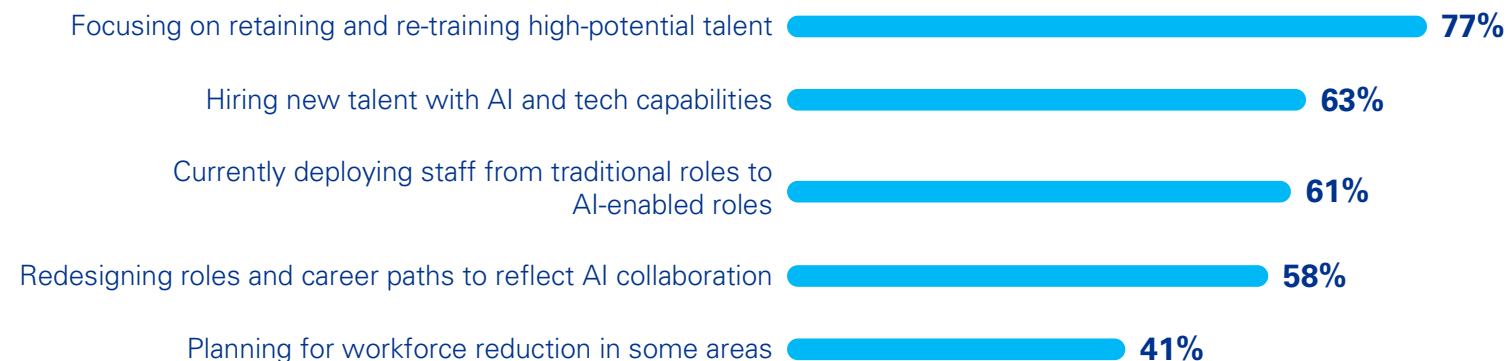 Focusing on retaining and re-training high-potential talent 77%
Hiring new talent with AI and tech capabilities 63%
Currently deploying staff from traditional roles to
AI-enabled roles 61%
Redesigning roles and career paths to reflect AI collaboration 58%
Planning for workforce reduction in some areas 41%